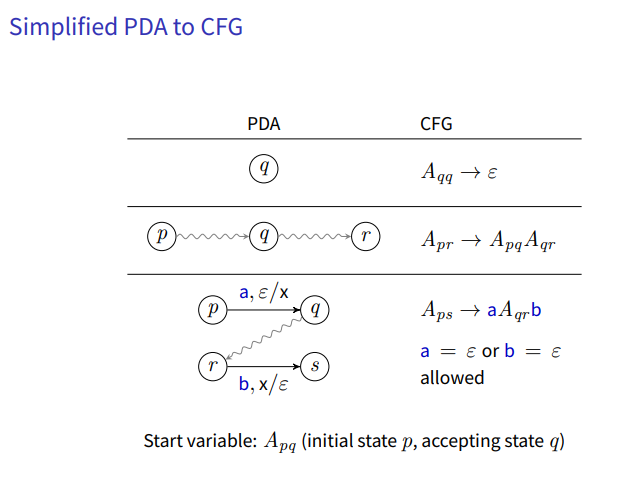 Simplified PDA to CFG
PDA CFG
q A_qq → ε
p q r A_pr → A_pq A_qr
a, ε/x
p q A_ps → aA_qr b
a = ε or b = ε
r s allowed
b, x/ε
Start variable: A_pq (initial state p, accepting state q)